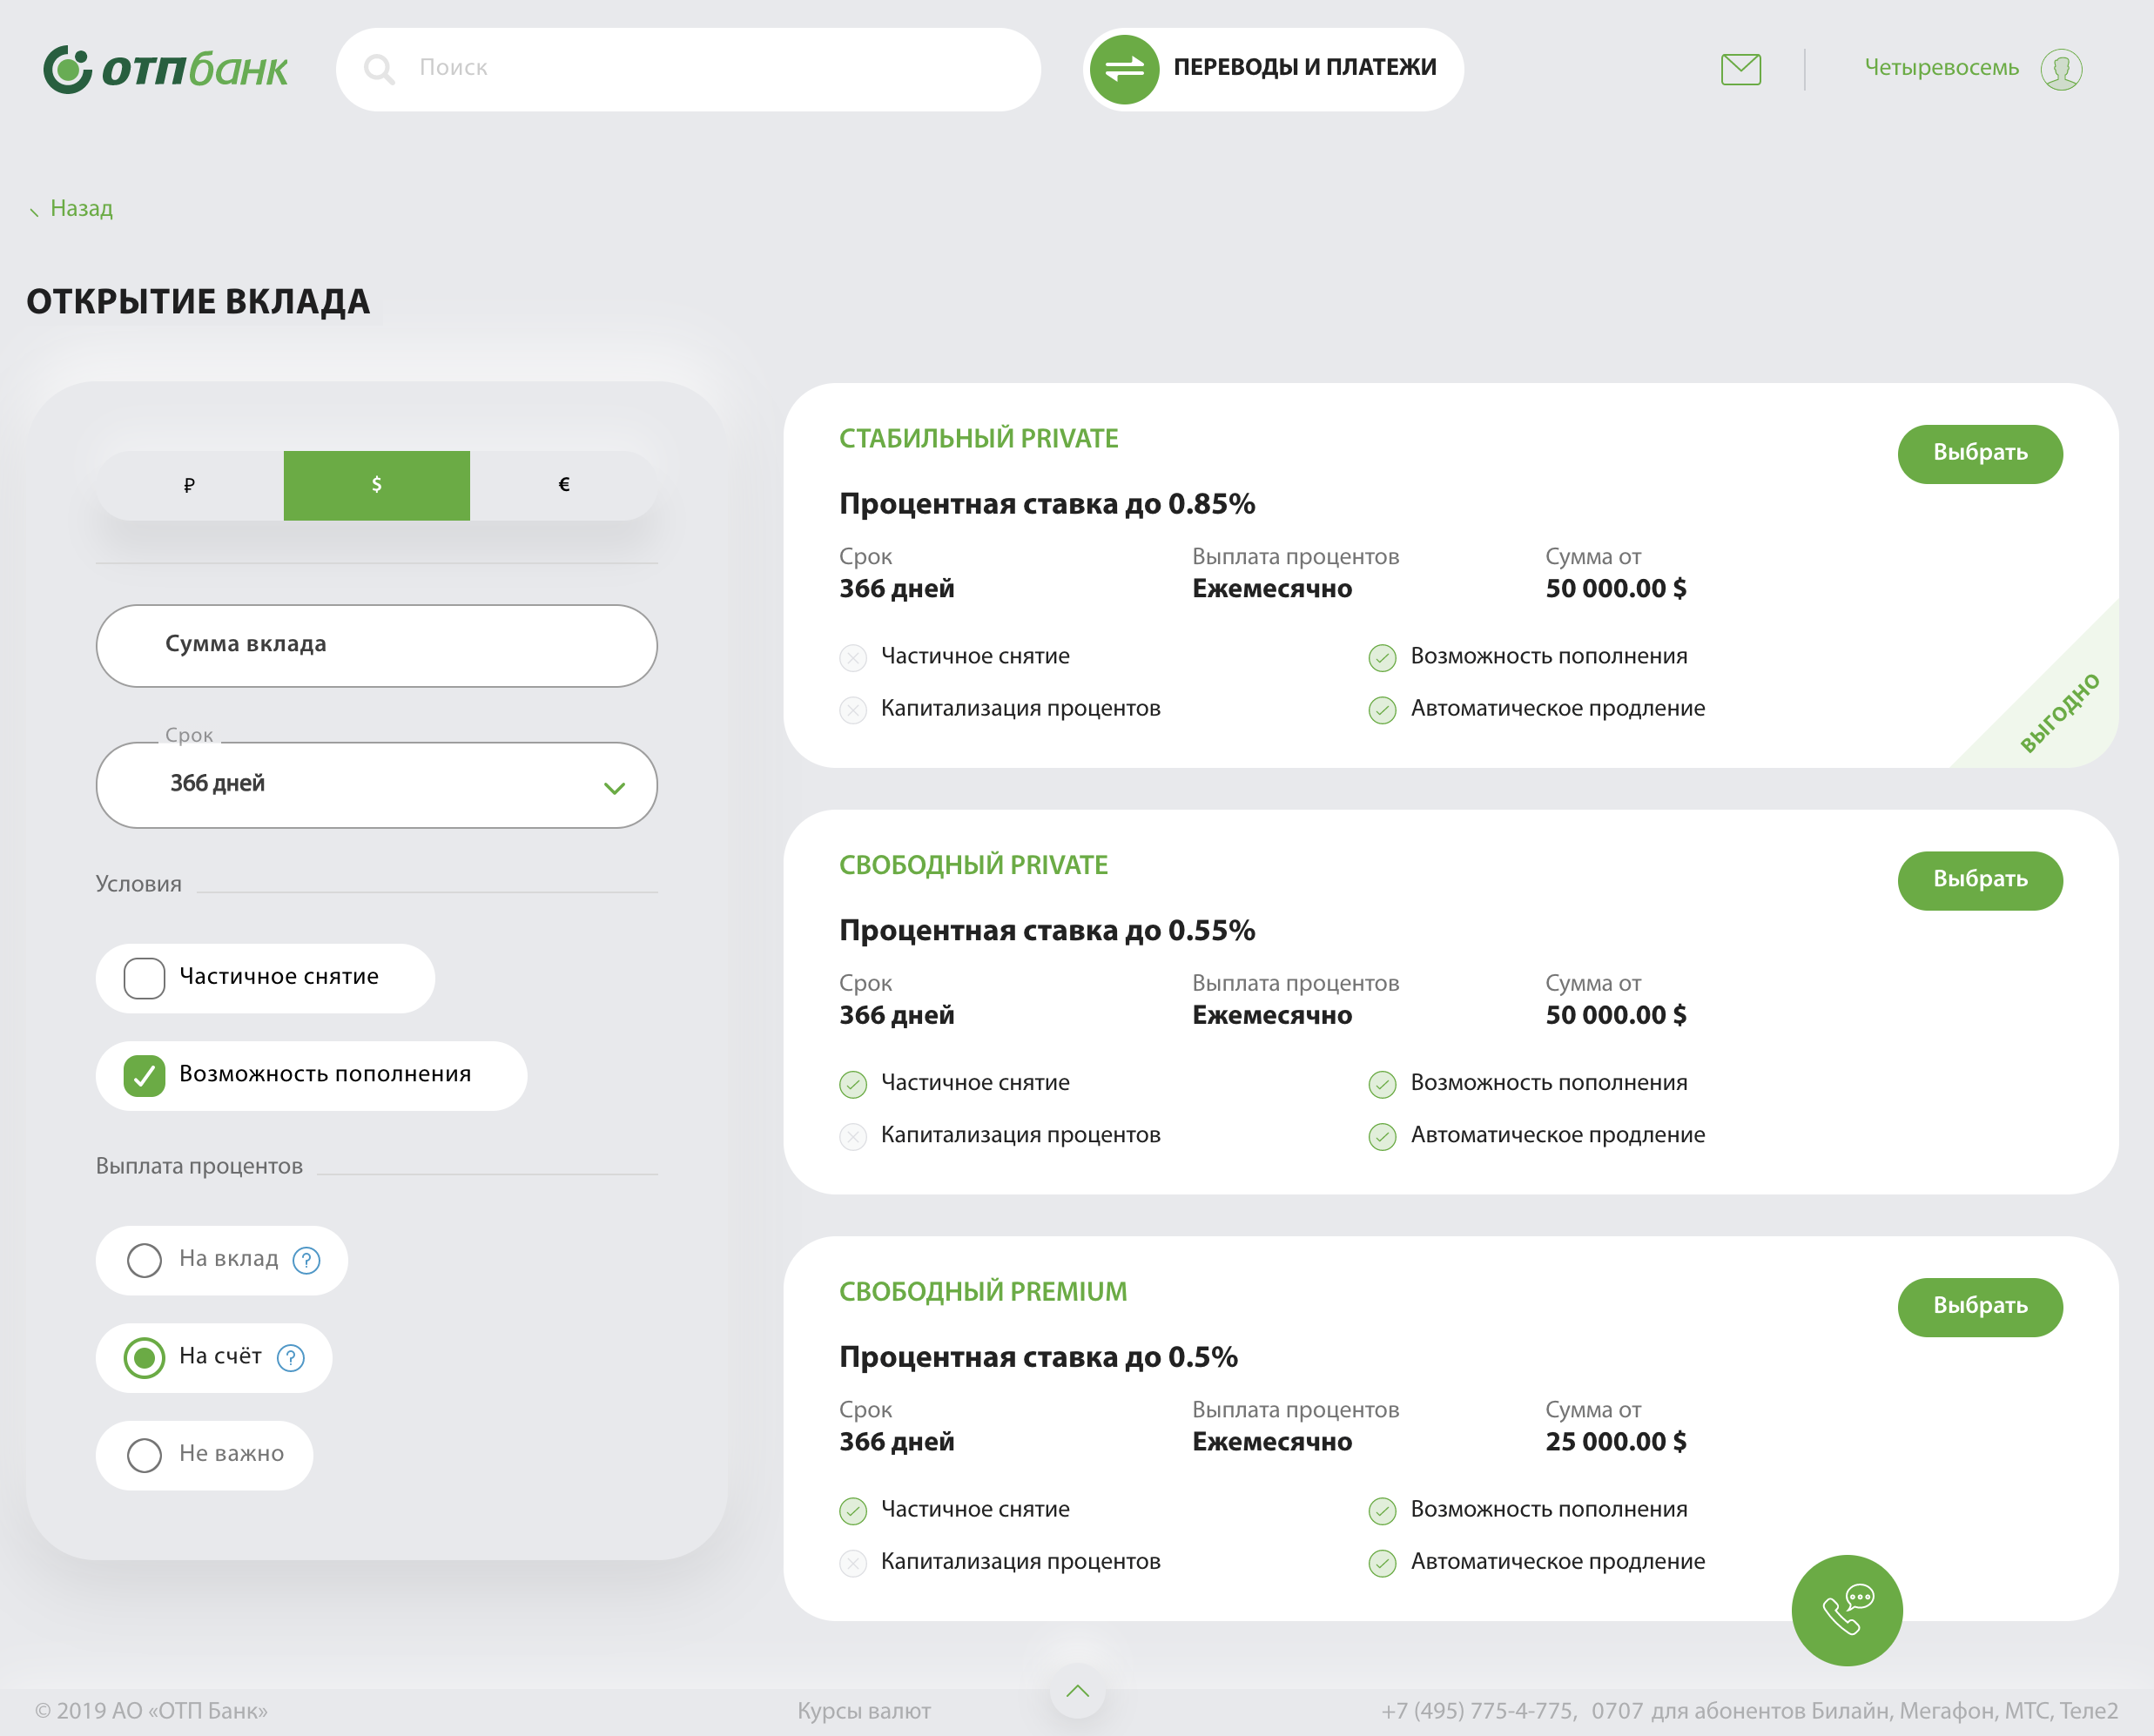 отпбанк
Поиск
ПЕРЕВОДЫ И ПЛАТЕЖИ
Четыревосемь
Назад
ОТКРЫТИЕ ВКЛАДА
₽ $ €
Сумма вклада
Срок
366 дней
Условия
Частичное снятие
Возможность пополнения
Выплата процентов
На вклад ?
На счёт ?
Не важно
СТАБИЛЬНЫЙ PRIVATE
Выбрать
Процентная ставка до 0.85%
Срок Выплата процентов Сумма от
366 дней Ежемесячно 50 000.00 $
Частичное снятие Возможность пополнения
Капитализация процентов Автоматическое продление
ВЫГОДНО
СВОБОДНЫЙ PRIVATE
Выбрать
Процентная ставка до 0.55%
Срок Выплата процентов Сумма от
366 дней Ежемесячно 50 000.00 $
Частичное снятие Возможность пополнения
Капитализация процентов Автоматическое продление
СВОБОДНЫЙ PREMIUM
Выбрать
Процентная ставка до 0.5%
Срок Выплата процентов Сумма от
366 дней Ежемесячно 25 000.00 $
Частичное снятие Возможность пополнения
Капитализация процентов Автоматическое продление
© 2019 АО «ОТП Банк» Курсы валют +7 (495) 775-4-775, 0707 для абонентов Билайн, Мегафон, МТС, Теле2